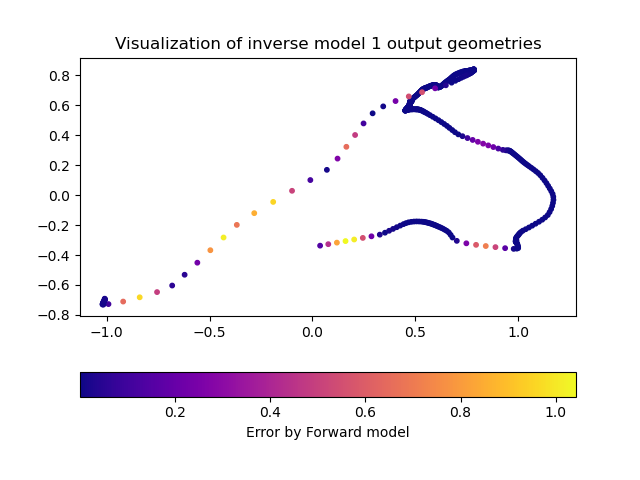 Visualization of inverse model 1 output geometries
0.8
0.6
0.4
0.2
0.0
−0.2
−0.4
−0.6
−0.8
−1.0 −0.5 0.0 0.5 1.0
0.2 0.4 0.6 0.8 1.0
Error by Forward model